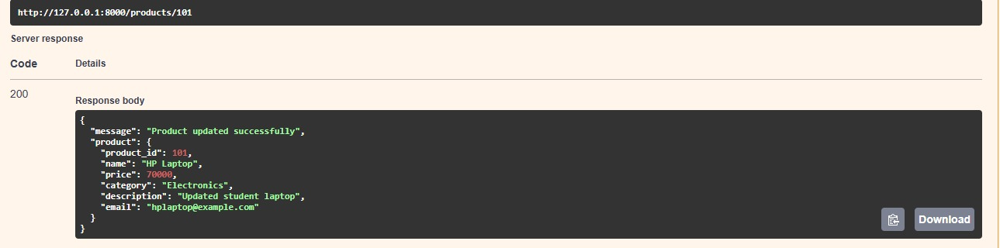 http://127.0.0.1:8000/products/101
Server response
Code Details
200
Response body
{
  "message": "Product updated successfully",
  "product": {
    "product_id": 101,
    "name": "HP Laptop",
    "price": 70000,
    "category": "Electronics",
    "description": "Updated student laptop",
    "email": "hplaptop@example.com"
  }
}
Download